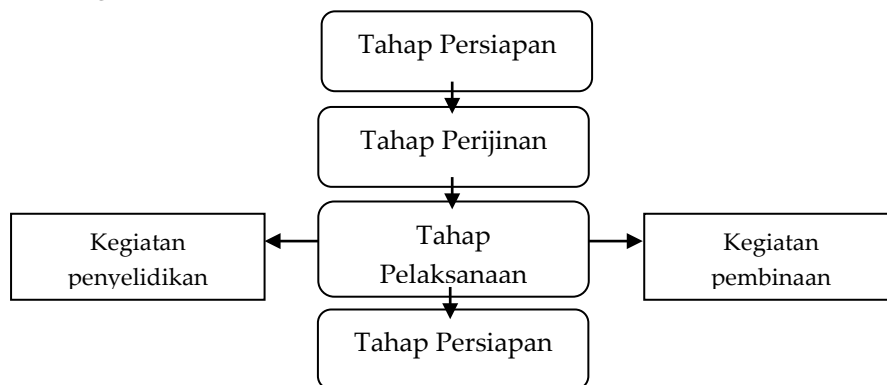 Tahap Persiapan
Tahap Perijinan
Kegiatan
penyelidikan
Tahap
Pelaksanaan
Kegiatan
pembinaan
Tahap Persiapan